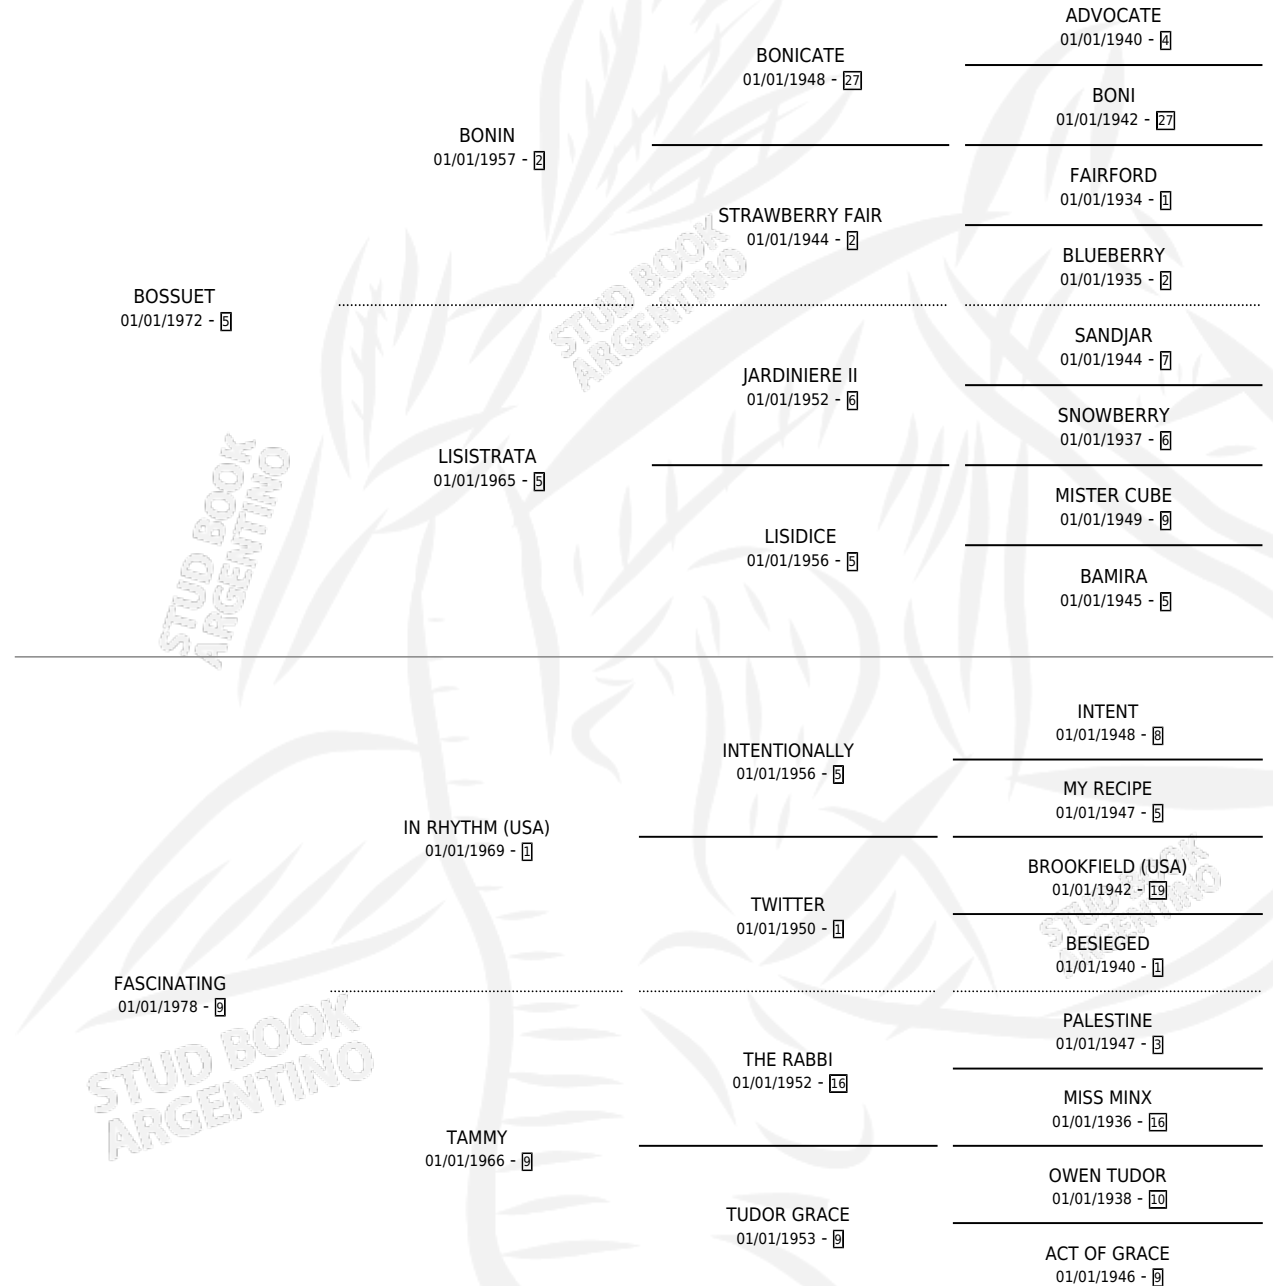 ADVOCATE
01/01/1940 - 4
BONICATE
01/01/1948 - 27
BONI
01/01/1942 - 27
BONIN
01/01/1957 - 2
FAIRFORD
01/01/1934 - 1
STRAWBERRY FAIR
01/01/1944 - 2
BLUEBERRY
01/01/1935 - 2
BOSSUET
01/01/1972 - 5
SANDJAR
01/01/1944 - 7
JARDINIERE II
01/01/1952 - 6
SNOWBERRY
01/01/1937 - 6
LISISTRATA
01/01/1965 - 5
MISTER CUBE
01/01/1949 - 9
LISIDICE
01/01/1956 - 5
BAMIRA
01/01/1945 - 5
INTENT
01/01/1948 - 8
INTENTIONALLY
01/01/1956 - 5
MY RECIPE
01/01/1947 - 5
IN RHYTHM (USA)
01/01/1969 - 1
BROOKFIELD (USA)
01/01/1942 - 19
TWITTER
01/01/1950 - 1
BESIEGED
01/01/1940 - 1
FASCINATING
01/01/1978 - 9
PALESTINE
01/01/1947 - 3
THE RABBI
01/01/1952 - 16
MISS MINX
01/01/1936 - 16
TAMMY
01/01/1966 - 9
OWEN TUDOR
01/01/1938 - 10
TUDOR GRACE
01/01/1953 - 9
ACT OF GRACE
01/01/1946 - 9
STUD BOOK
ARGENTINO
STUD BOOK
ARGENTINO
STUD BOOK
ARGENTINO
STUD BOOK
ARGENTINO